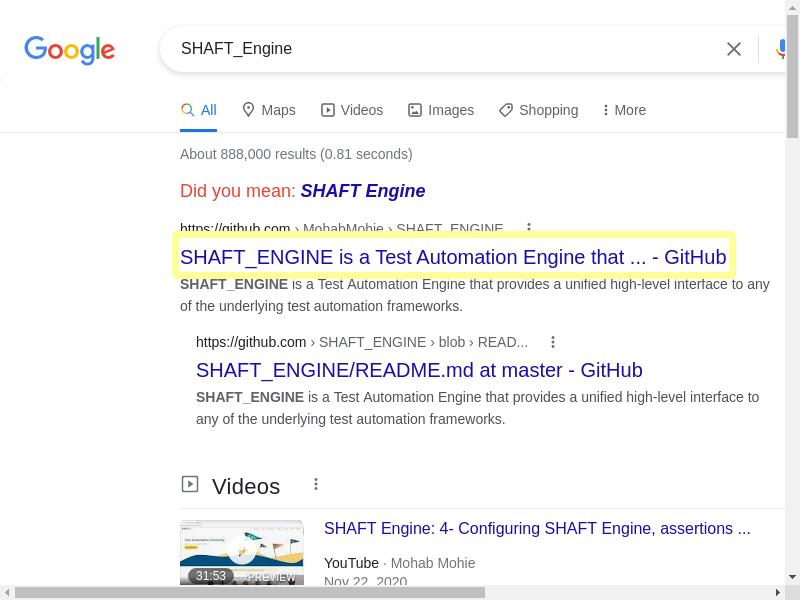 Google
SHAFT_Engine
All
Maps
Videos
Images
Shopping
More
About 888,000 results (0.81 seconds)
Did you mean: SHAFT Engine
https://github.com › MohabMohie › SHAFT_ENGINE
SHAFT_ENGINE is a Test Automation Engine that ... - GitHub
SHAFT_ENGINE is a Test Automation Engine that provides a unified high-level interface to any
of the underlying test automation frameworks.
https://github.com › SHAFT_ENGINE › blob › READ...
SHAFT_ENGINE/README.md at master - GitHub
SHAFT_ENGINE is a Test Automation Engine that provides a unified high-level interface to
any of the underlying test automation frameworks.
Videos
SHAFT Engine: 4- Configuring SHAFT Engine, assertions ...
31:53
PREVIEW
YouTube · Mohab Mohie
Nov 22, 2020